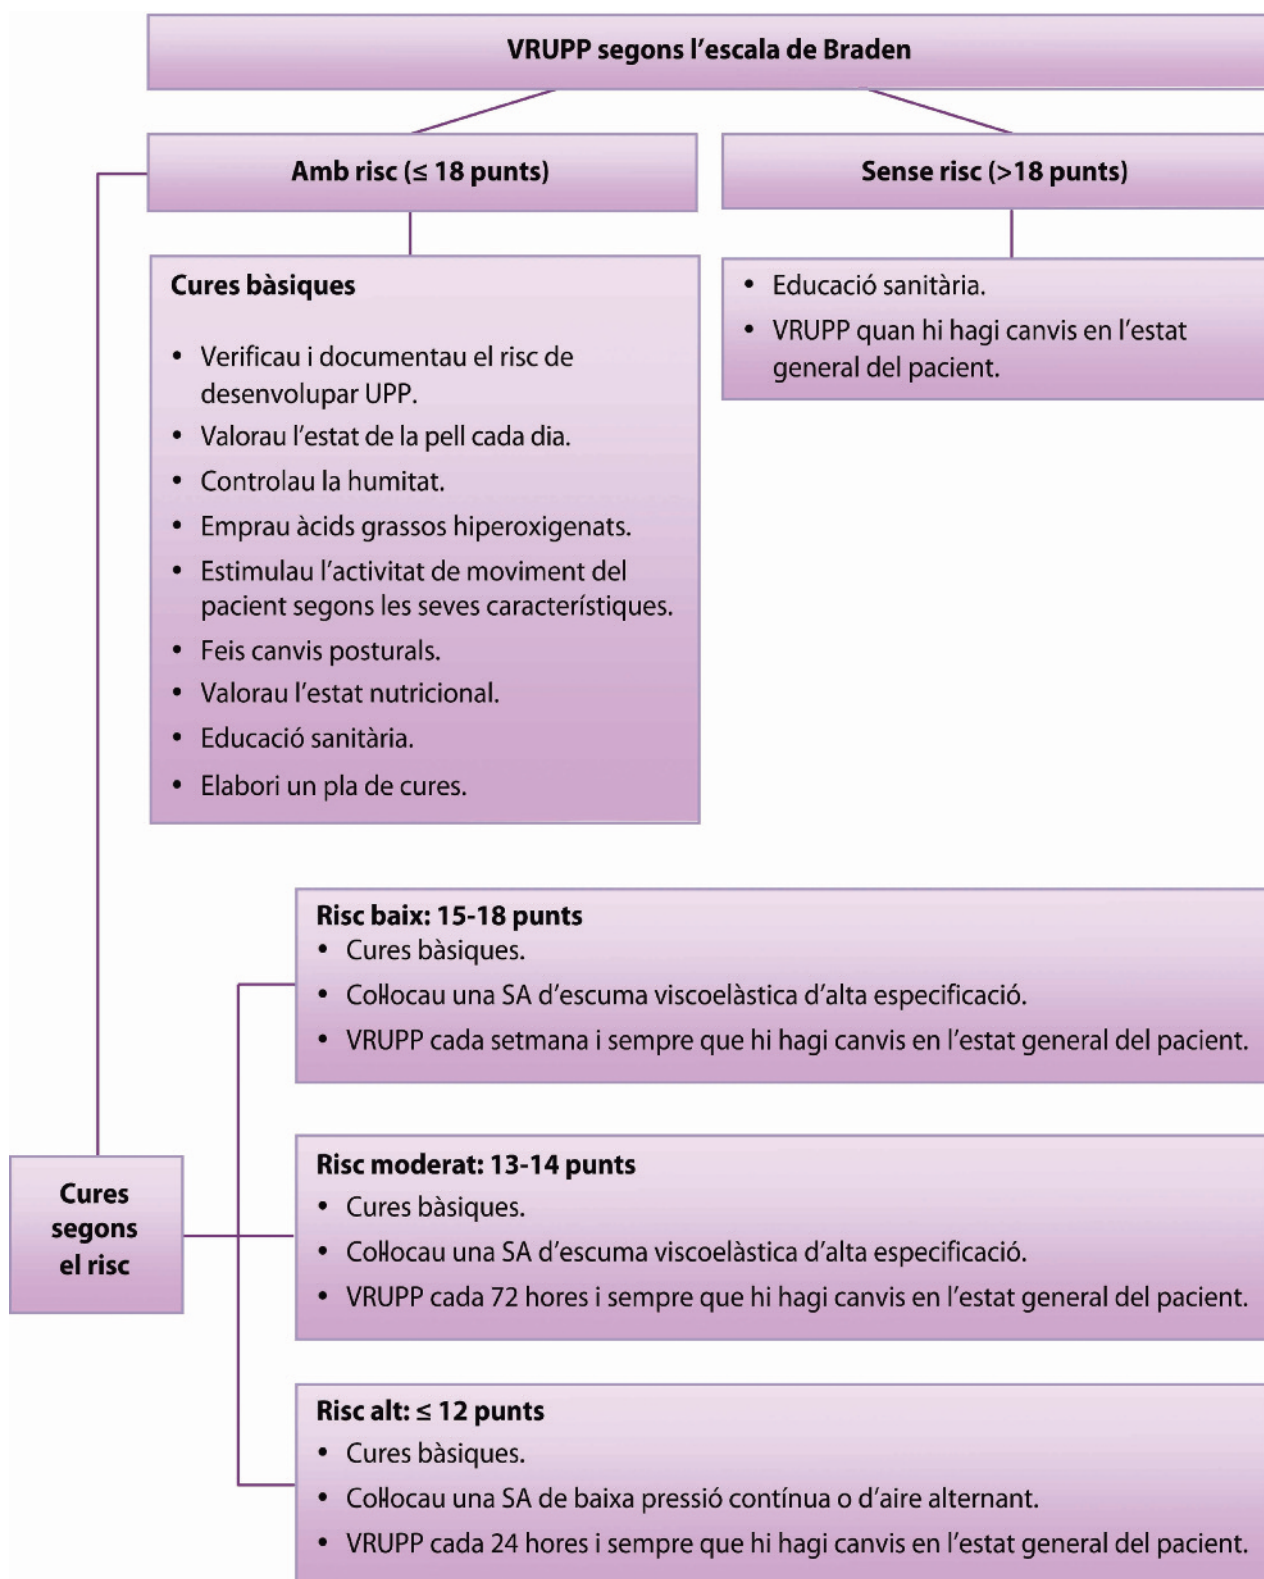 VRUPP segons l’escala de Braden
Amb risc (≤ 18 punts)
Sense risc (>18 punts)
Cures bàsiques
• Verificau i documentau el risc de
desenvolupar UPP.
• Valorau l’estat de la pell cada dia.
• Controlau la humitat.
• Emprau àcids grassos hiperoxigenats.
• Estimulau l’activitat de moviment del
pacient segons les seves característiques.
• Feis canvis posturals.
• Valorau l’estat nutricional.
• Educació sanitària.
• Elabori un pla de cures.
• Educació sanitària.
• VRUPP quan hi hagi canvis en l’estat
general del pacient.
Cures
segons
el risc
Risc baix: 15-18 punts
• Cures bàsiques.
• Col·locau una SA d’escuma viscoelàstica d’alta especificació.
• VRUPP cada setmana i sempre que hi hagi canvis en l’estat general del pacient.
Risc moderat: 13-14 punts
• Cures bàsiques.
• Col·locau una SA d’escuma viscoelàstica d’alta especificació.
• VRUPP cada 72 hores i sempre que hi hagi canvis en l’estat general del pacient.
Risc alt: ≤ 12 punts
• Cures bàsiques.
• Col·locau una SA de baixa pressió contínua o d’aire alternant.
• VRUPP cada 24 hores i sempre que hi hagi canvis en l’estat general del pacient.